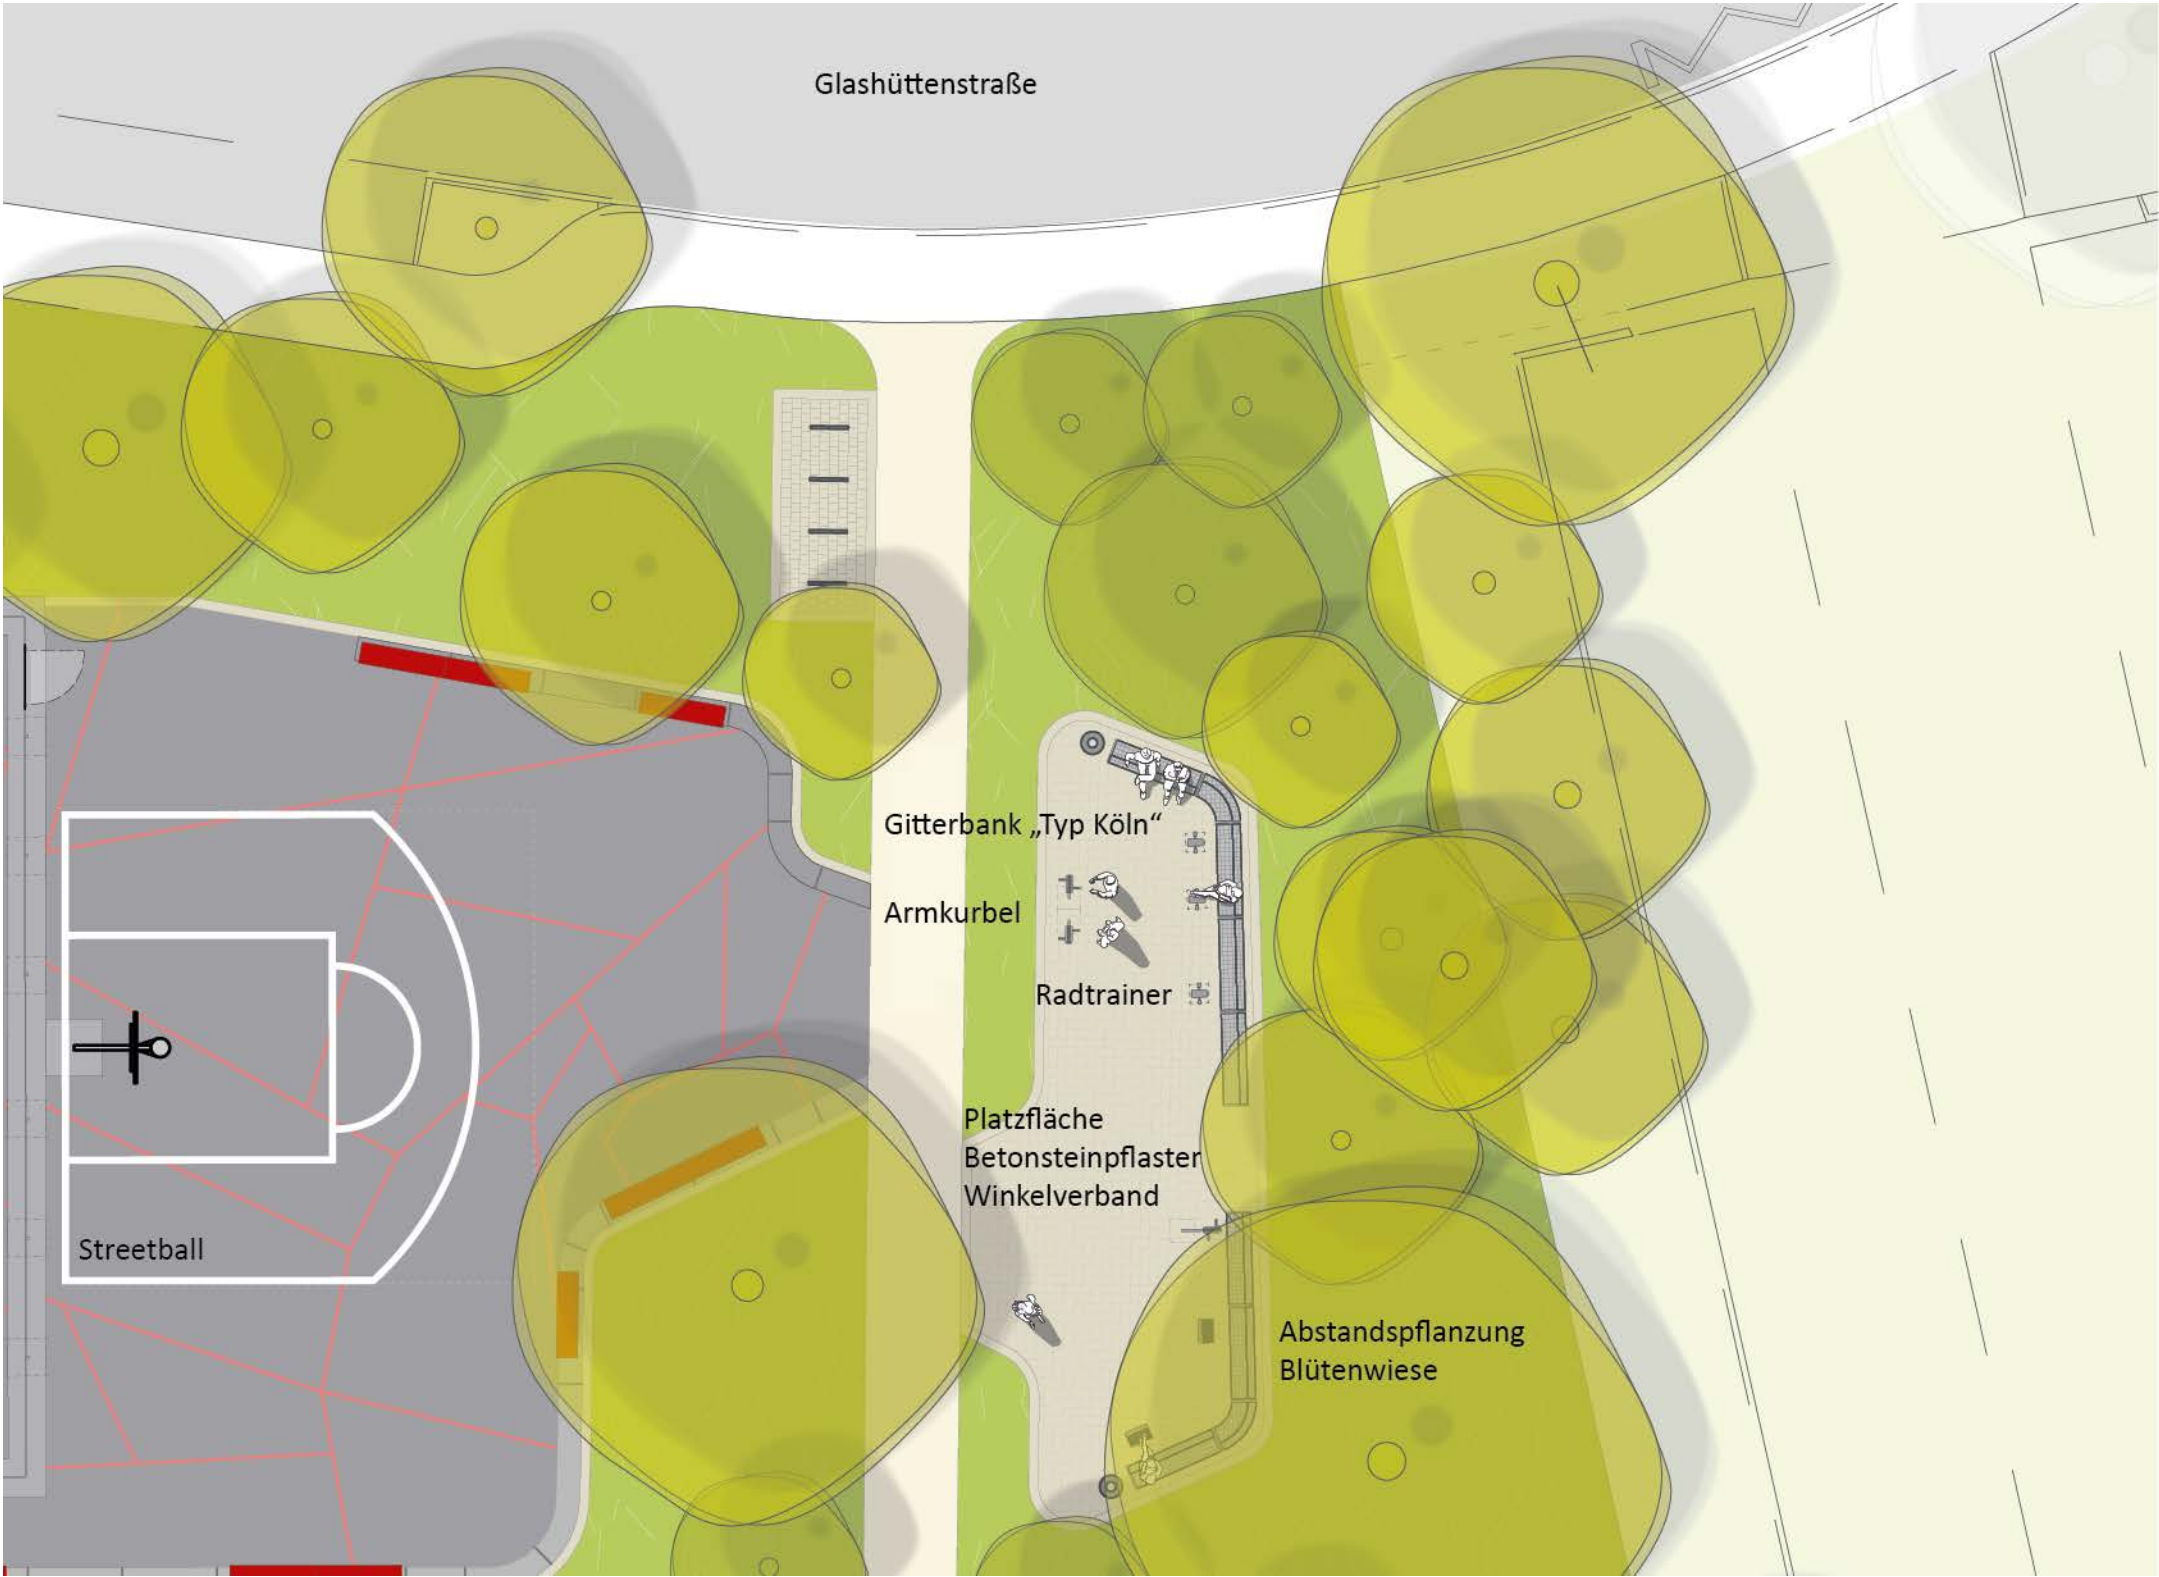 Glashüttenstraße
Gitterbank „Typ Köln“
Armkurbel
Radtrainer
Platzfläche
Betonsteinpflaster
Winkelverband
Streetball
Abstandspflanzung
Blütenwiese